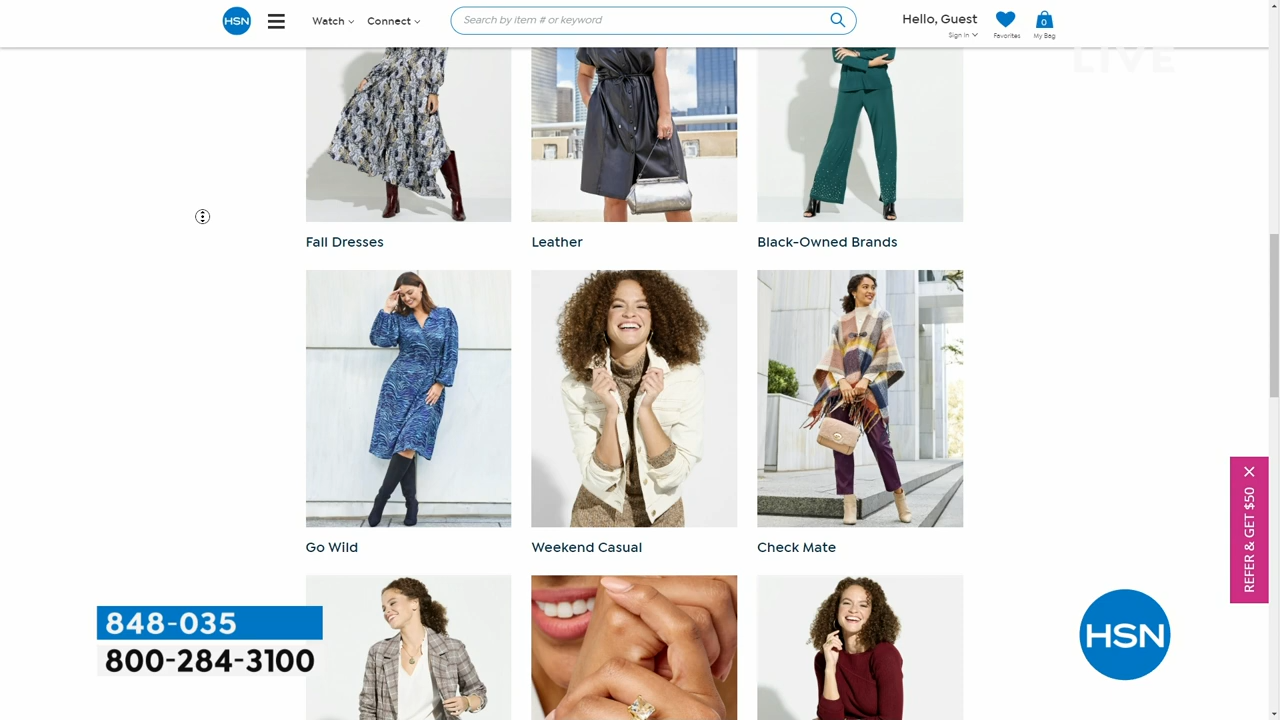 HSN
Watch
Connect
Search by item # or keyword
Hello, Guest
Sign In
Favorites
0
My Bag
LIVE
Fall Dresses
Leather
Black-Owned Brands
Go Wild
Weekend Casual
Check Mate
REFER & GET $50
848-035
800-284-3100
HSN